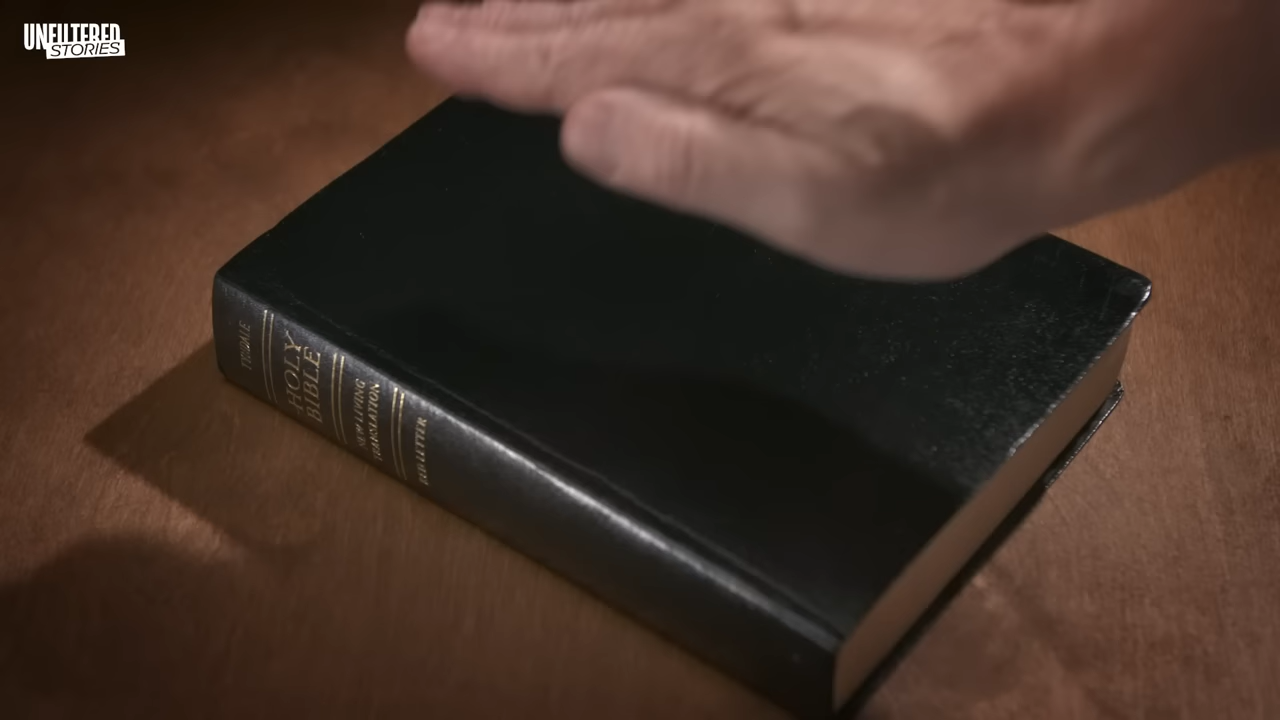 UNFILTERED
STORIES
TYNDALE
HOLY
BIBLE
NEW LIVING
TRANSLATION
RED LETTER